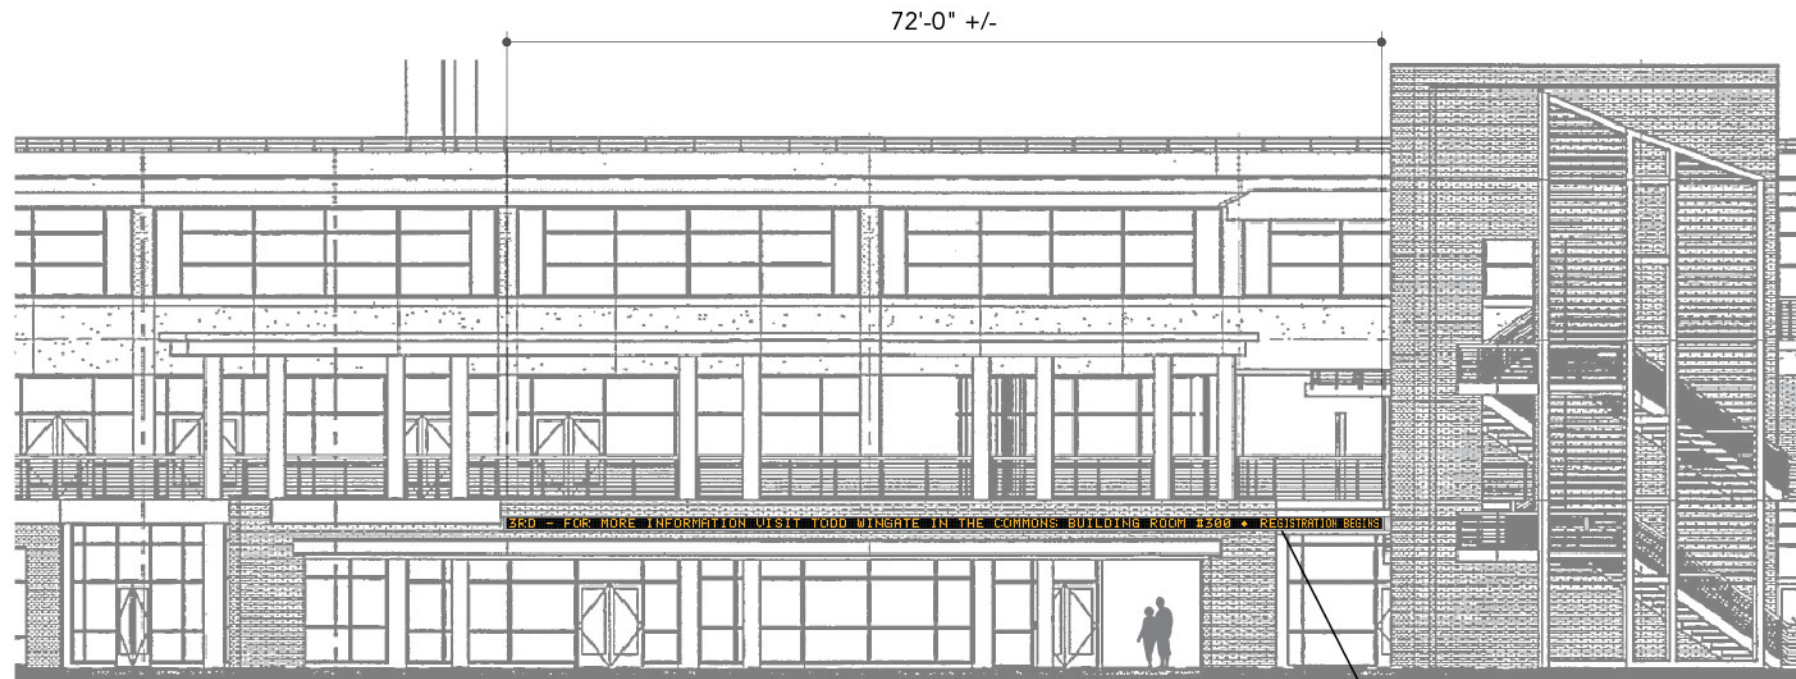 72'-0" +/-
3RD - FOR MORE INFORMATION VISIT TODD WINGATE IN THE COMMONS BUILDING ROOM #300 ♦ REGISTRATION BEGINS